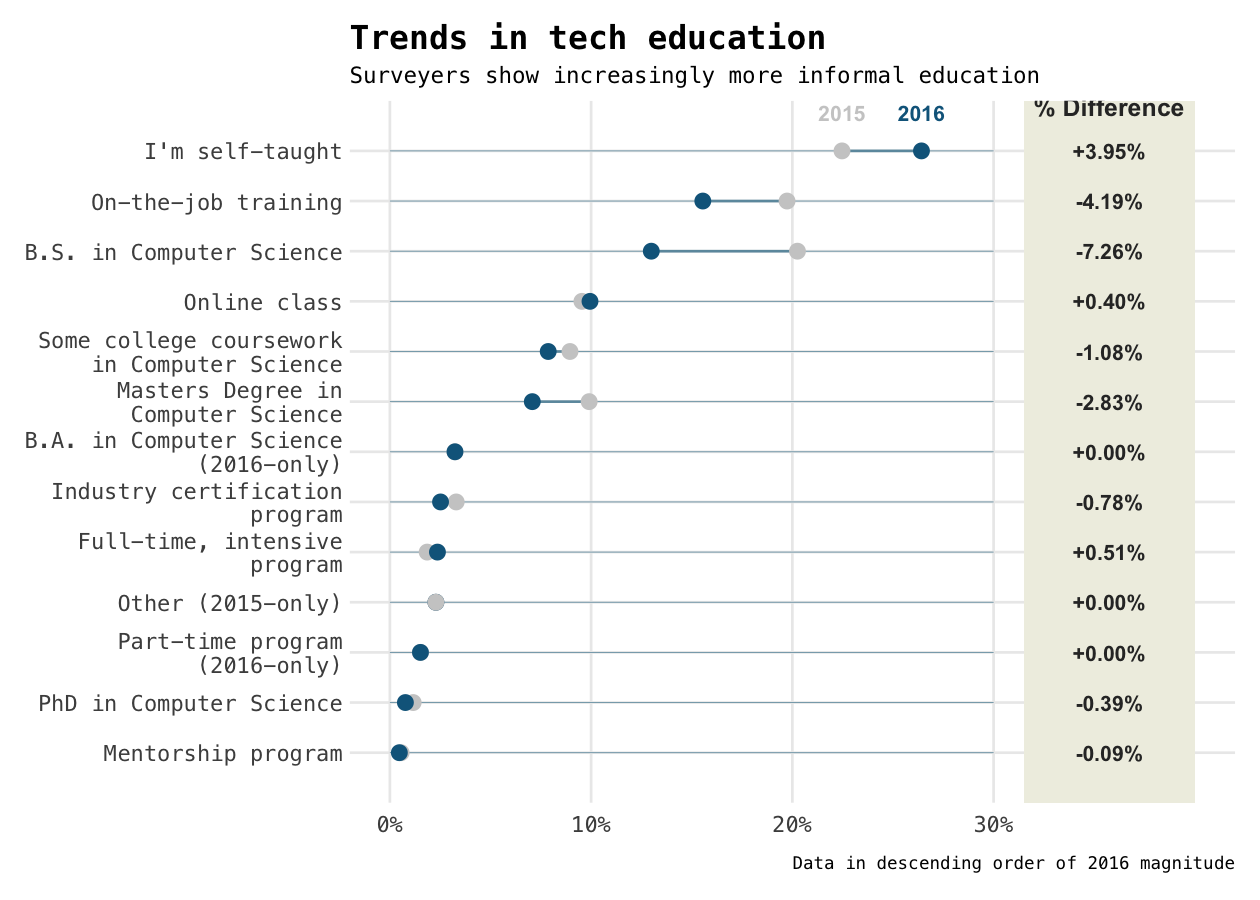 Trends in tech education
Surveyers show increasingly more informal education
2015 2016 % Difference
I'm self-taught +3.95%
On-the-job training -4.19%
B.S. in Computer Science -7.26%
Online class +0.40%
Some college coursework
in Computer Science -1.08%
Masters Degree in
Computer Science -2.83%
B.A. in Computer Science
(2016-only) +0.00%
Industry certification
program -0.78%
Full-time, intensive
program +0.51%
Other (2015-only) +0.00%
Part-time program
(2016-only) +0.00%
PhD in Computer Science -0.39%
Mentorship program -0.09%
0% 10% 20% 30%
Data in descending order of 2016 magnitude